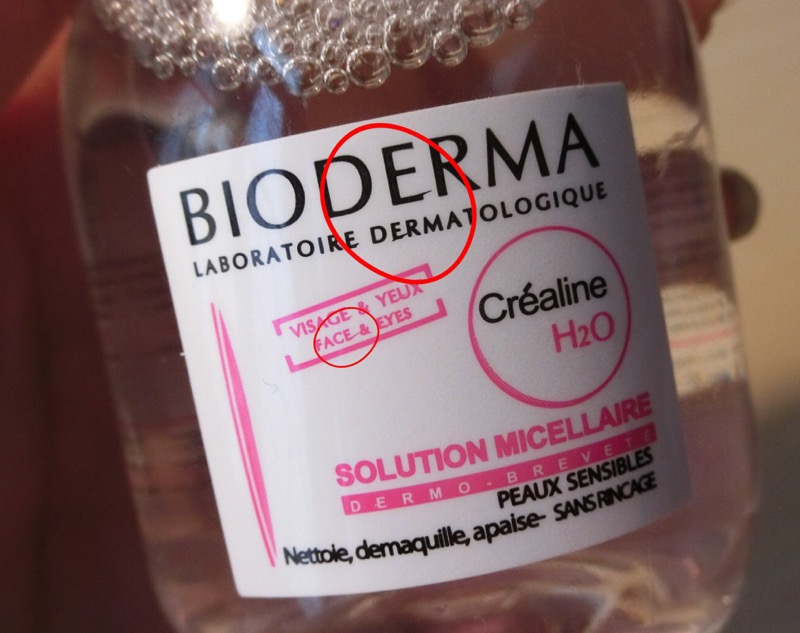 BIODERMA
LABORATOIRE DERMATOLOGIQUE
VISAGE & YEUX
FACE & EYES
Créaline
H2O
SOLUTION MICELLAIRE
DERMO-BREVETÉ
PEAUX SENSIBLES
Nettoie, demaquille, apaise- SANS RINCAGE